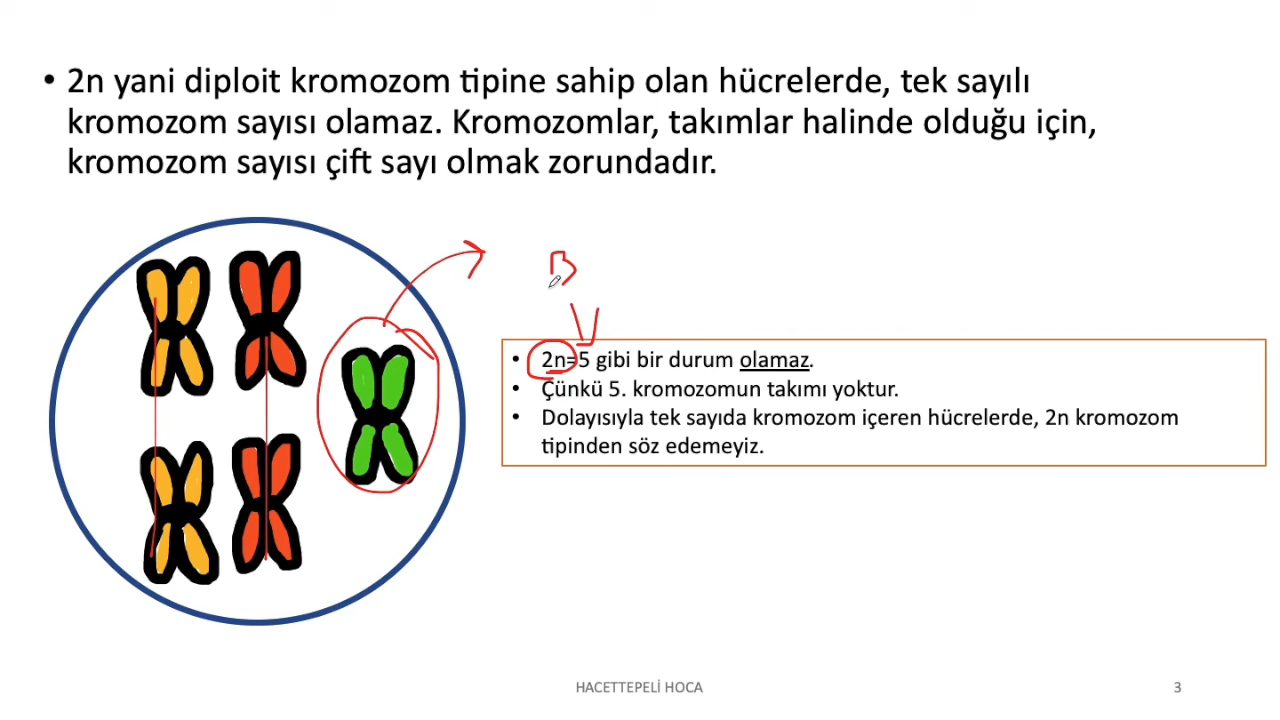 • 2n yani diploit kromozom tipine sahip olan hücrelerde, tek sayılı
kromozom sayısı olamaz. Kromozomlar, takımlar halinde olduğu için,
kromozom sayısı çift sayı olmak zorundadır.
B
• 2n=5 gibi bir durum olamaz.
• Çünkü 5. kromozomun takımı yoktur.
• Dolayısıyla tek sayıda kromozom içeren hücrelerde, 2n kromozom
tipinden söz edemeyiz.
HACETTEPELİ HOCA
3